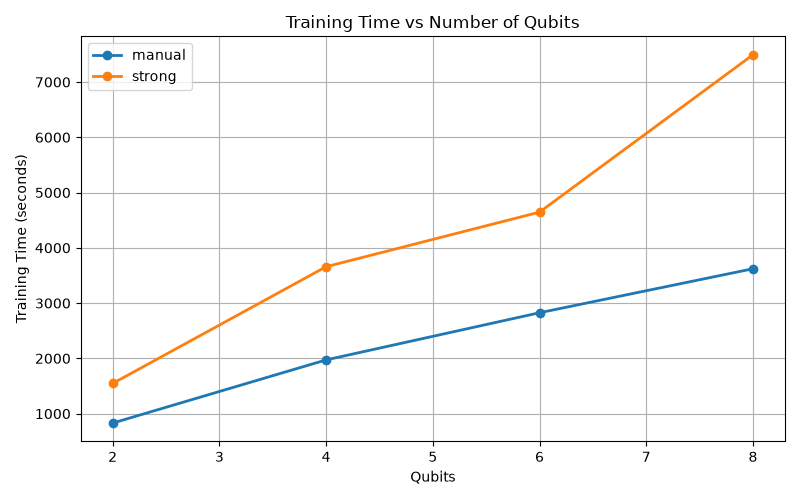 Training Time vs Number of Qubits
manual
strong
7000
6000
5000
4000
3000
2000
1000
Training Time (seconds)
2 3 4 5 6 7 8
Qubits